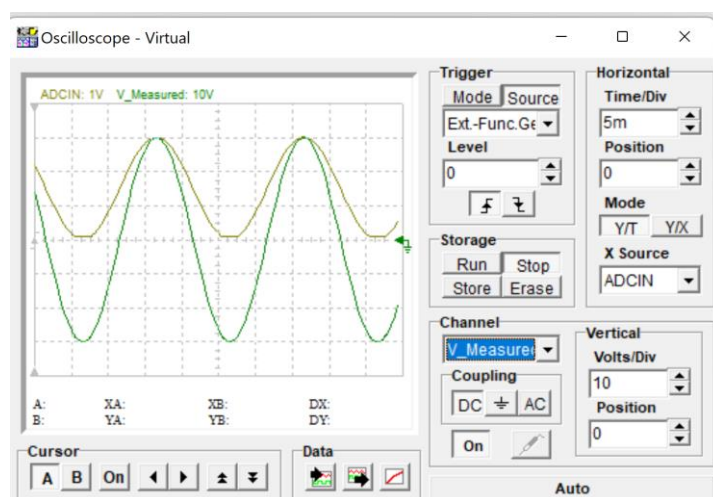 Oscilloscope - Virtual
ADCIN: 1V V_Measured: 10V
A: XA: XB: DX:
B: YA: YB: DY:
Cursor
A B On
Data
Trigger
Mode Source
Ext.-Func.Ge
Level
0
Storage
Run Stop
Store Erase
Horizontal
Time/Div
5m
Position
0
Mode
Y/T Y/X
X Source
ADCIN
Channel
V_Measured
Coupling
DC AC
On
Vertical
Volts/Div
10
Position
0
Auto